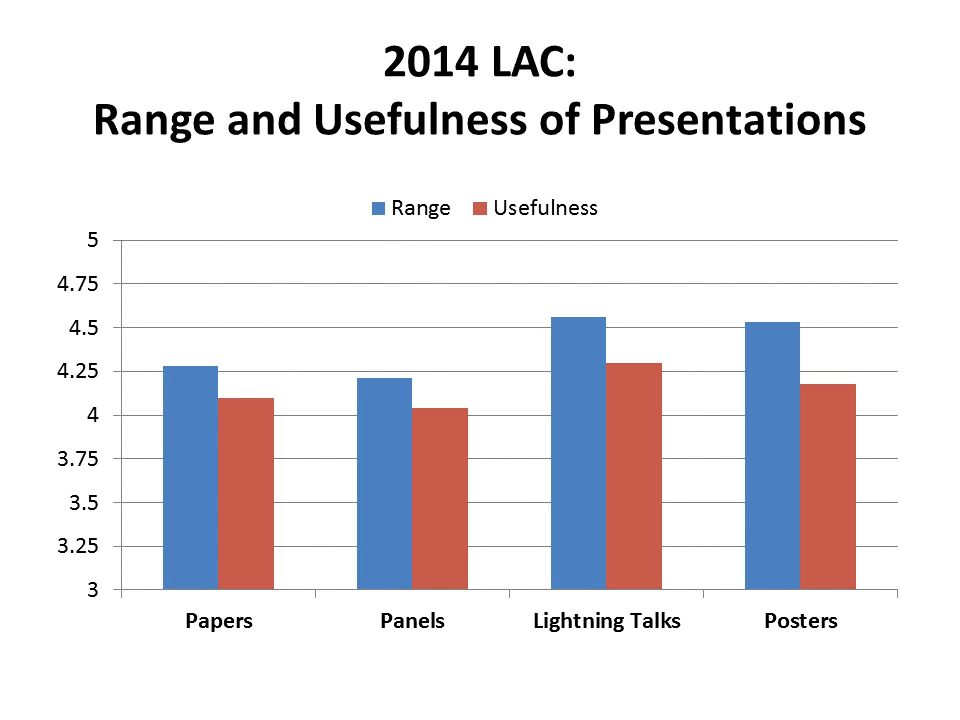 2014 LAC:
Range and Usefulness of Presentations
Range Usefulness
5
4.75
4.5
4.25
4
3.75
3.5
3.25
3
Papers Panels Lightning Talks Posters